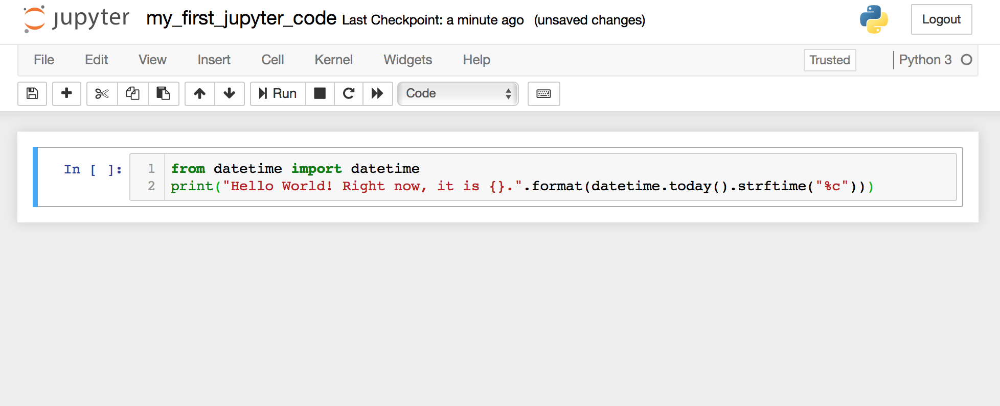 jupyter my_first_jupyter_code Last Checkpoint: a minute ago (unsaved changes) Logout
File Edit View Insert Cell Kernel Widgets Help Trusted Python 3
Run Code
In [ ]: 1 from datetime import datetime
2 print("Hello World! Right now, it is {}.".format(datetime.today().strftime("%c")))